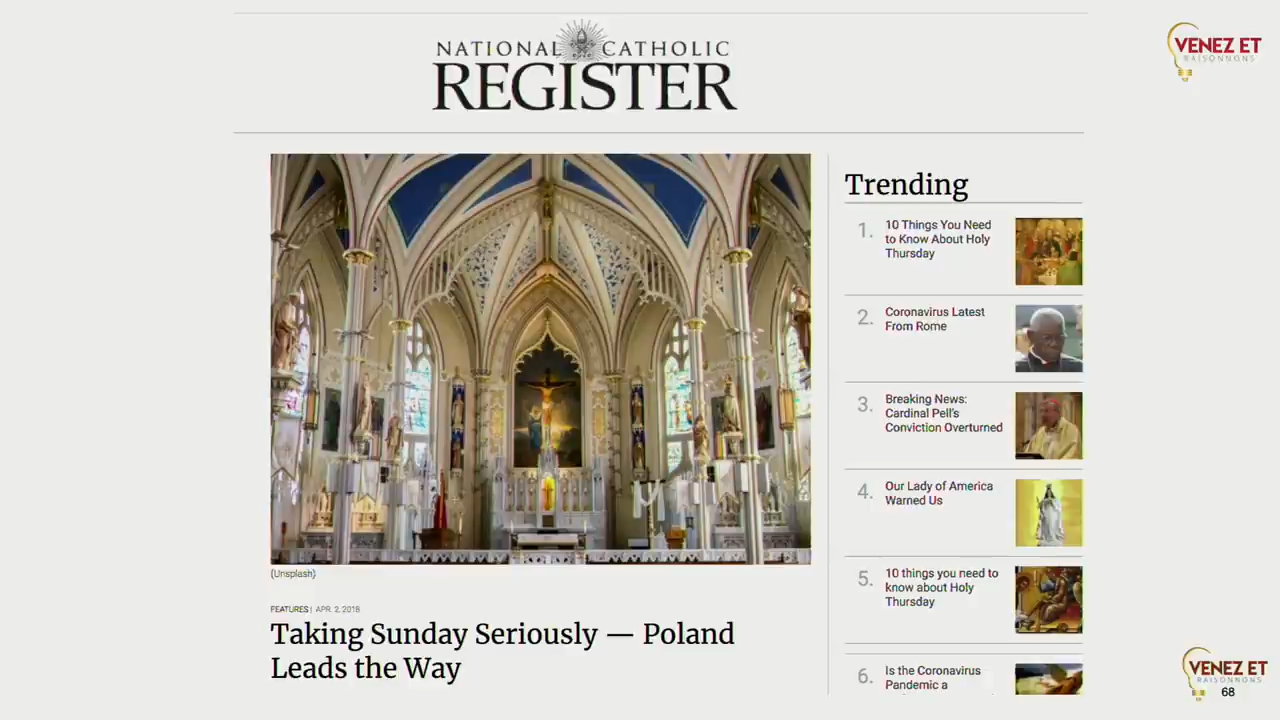 NATIONAL CATHOLIC
REGISTER
VENEZ ET
RAISONNONS
(Unsplash)
FEATURES | APR. 2, 2018
Taking Sunday Seriously — Poland
Leads the Way
Trending
1. 10 Things You Need
to Know About Holy
Thursday
2. Coronavirus Latest
From Rome
3. Breaking News:
Cardinal Pell's
Conviction Overturned
4. Our Lady of America
Warned Us
5. 10 things you need to
know about Holy
Thursday
6. Is the Coronavirus
Pandemic a
VENEZ ET
RAISONNONS
68